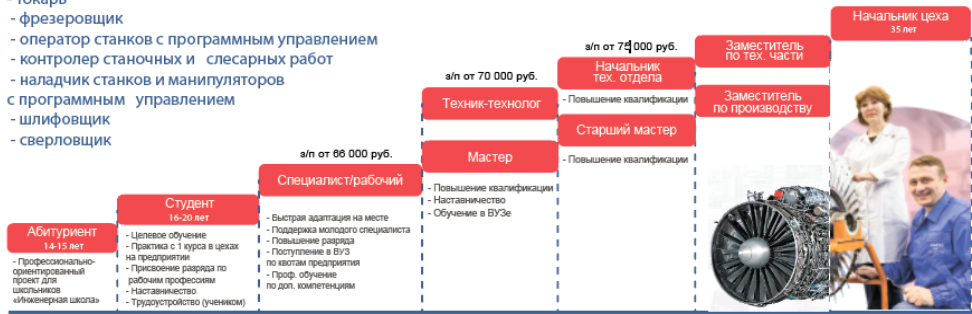 - токарь
- фрезеровщик
- оператор станков с программным управлением
- контролер станочных и слесарных работ
- наладчик станков и манипуляторов
с программным управлением
- шлифовщик
- сверловщик
Абитуриент
14-15 лет
- Профессионально-
ориентированный
проект для
школьников
«Инженерная школа»
Студент
16-20 лет
- Целевое обучение
- Практика с 1 курса в цехах
на предприятии
- Присвоение разряда по
рабочим профессиям
- Наставничество
- Трудоустройство (учеником)
з/п от 66 000 руб.
Специалист/рабочий
- Быстрая адаптация на месте
- Поддержка молодого специалиста
- Повышение разряда
- Поступление в ВУЗ
по квотам предприятия
- Проф. обучение
по доп. компетенциям
з/п от 70 000 руб.
Техник-технолог
Мастер
- Повышение квалификации
- Наставничество
- Обучение в ВУЗе
з/п от 75 000 руб.
Начальник
тех. отдела
- Повышение квалификации
Старший мастер
- Повышение квалификации
Заместитель
по тех. части
Заместитель
по производству
Начальник цеха
35 лет